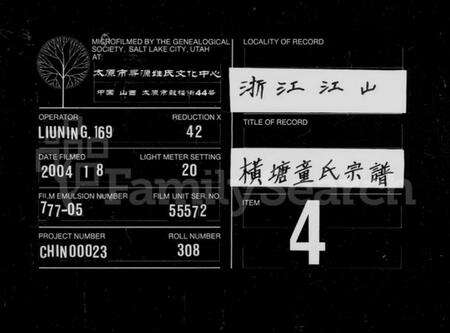 MICROFILMED BY THE GENEALOGICAL
SOCIETY, SALT LAKE CITY, UTAH
AT
太原市尋源姓氏文化中心
中国 山西 太原市鼓楼街44号
OPERATOR
REDUCTION X
LIUNING.169
42
DATE FILMED
LIGHT METER SETTING
2004 1 8
20
FILM EMULSION NUMBER
FILM UNIT SER. NO.
777-05
55572
PROJECT NUMBER
ROLL NUMBER
CHIN00023
308
LOCALITY OF RECORD
浙江江山
TITLE OF RECORD
橫塘童氏宗譜
ITEM
4
FamilySearch